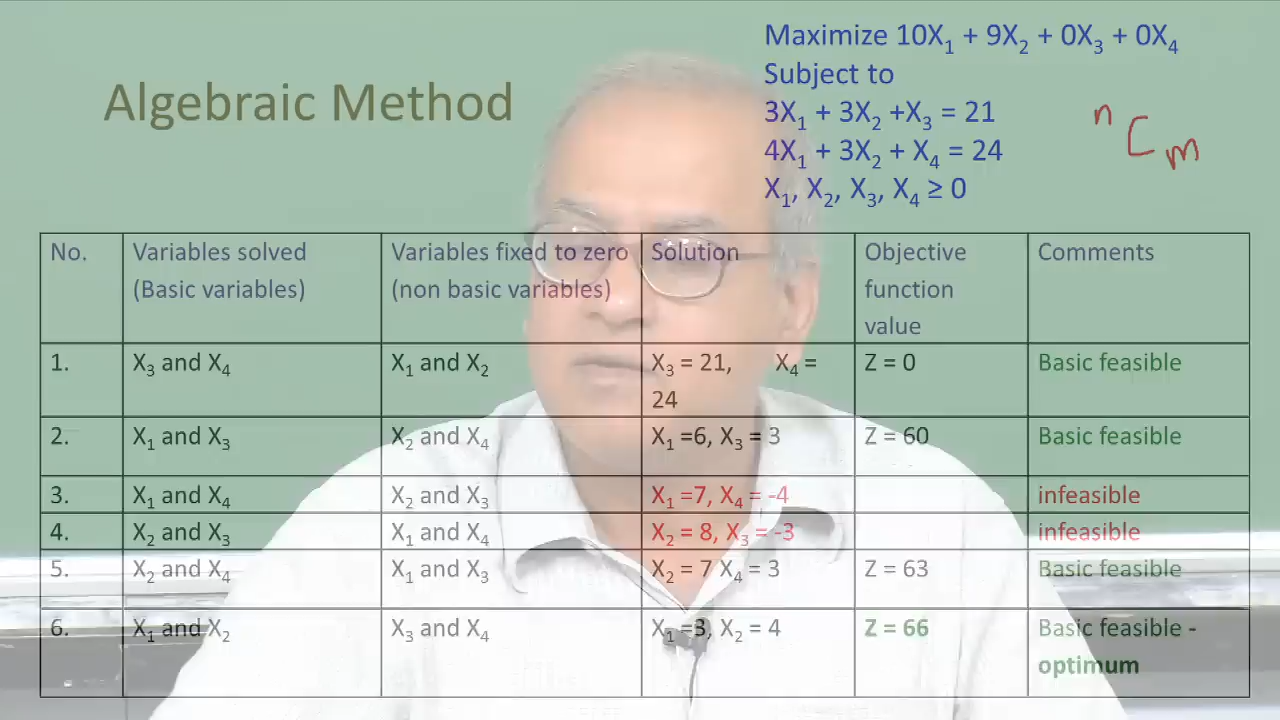 Algebraic Method
Maximize 10X₁ + 9X₂ + 0X₃ + 0X₄
Subject to
3X₁ + 3X₂ +X₃ = 21
4X₁ + 3X₂ + X₄ = 24
X₁, X₂, X₃, X₄ ≥ 0
ⁿCₘ
No. Variables solved (Basic variables) Variables fixed to zero (non basic variables) Solution Objective function value Comments
1. X₃ and X₄ X₁ and X₂ X₃ = 21, X₄ = 24 Z = 0 Basic feasible
2. X₁ and X₃ X₂ and X₄ X₁ =6, X₃ = 3 Z = 60 Basic feasible
3. X₁ and X₄ X₂ and X₃ X₁ =7, X₄ = -4 infeasible
4. X₂ and X₃ X₁ and X₄ X₂ = 8, X₃ = -3 infeasible
5. X₂ and X₄ X₁ and X₃ X₂ = 7 X₄ = 3 Z = 63 Basic feasible
6. X₁ and X₂ X₃ and X₄ X₁ =3, X₂ = 4 Z = 66 Basic feasible - optimum